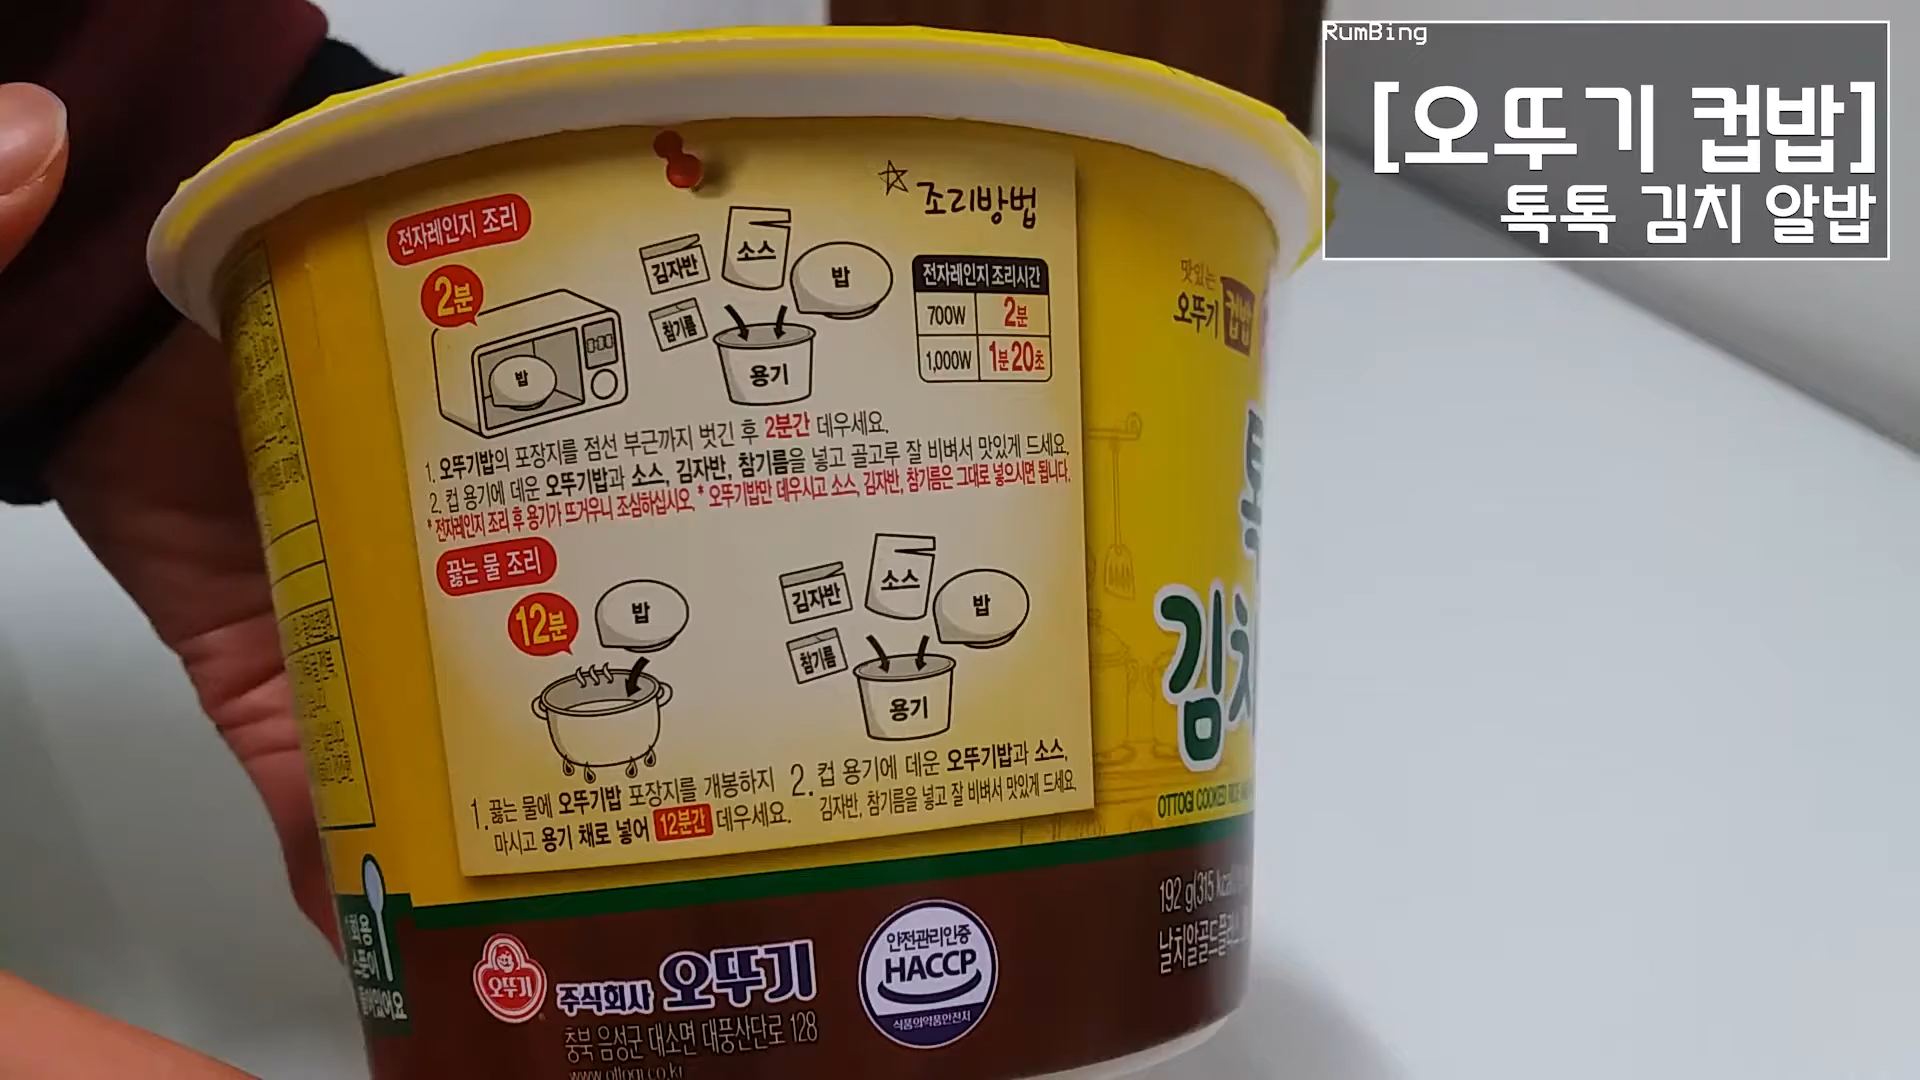 RumBing
[오뚜기 컵밥]
톡톡 김치 알밥
조리방법
전자레인지 조리
2분
밥
김자반
소스
밥
참기름
용기
전자레인지 조리시간
700W 2분
1,000W 1분20초
1. 오뚜기밥의 포장지를 점선 부근까지 벗긴 후 2분간 데우세요.
2. 컵 용기에 데운 오뚜기밥과 소스, 김자반, 참기름을 넣고 골고루 잘 비벼서 맛있게 드세요.
* 전자레인지 조리 후 용기가 뜨거우니 조심하십시오. * 오뚜기밥만 데우시고 소스, 김자반, 참기름은 그대로 넣으시면 됩니다.
끓는 물 조리
12분
밥
김자반
소스
밥
참기름
용기
1. 끓는 물에 오뚜기밥 포장지를 개봉하지
마시고 용기 채로 넣어 12분간 데우세요.
2. 컵 용기에 데운 오뚜기밥과 소스,
김자반, 참기름을 넣고 잘 비벼서 맛있게 드세요.
맛있는
오뚜기 컵밥
톡
김치
OTTOGI COOKED RICE
192 g(315 kcal)
오뚜기
주식회사 오뚜기
충북 음성군 대소면 대풍산단로 128
www.ottogi.co.kr
안전관리인증
HACCP
식품의약품안전처